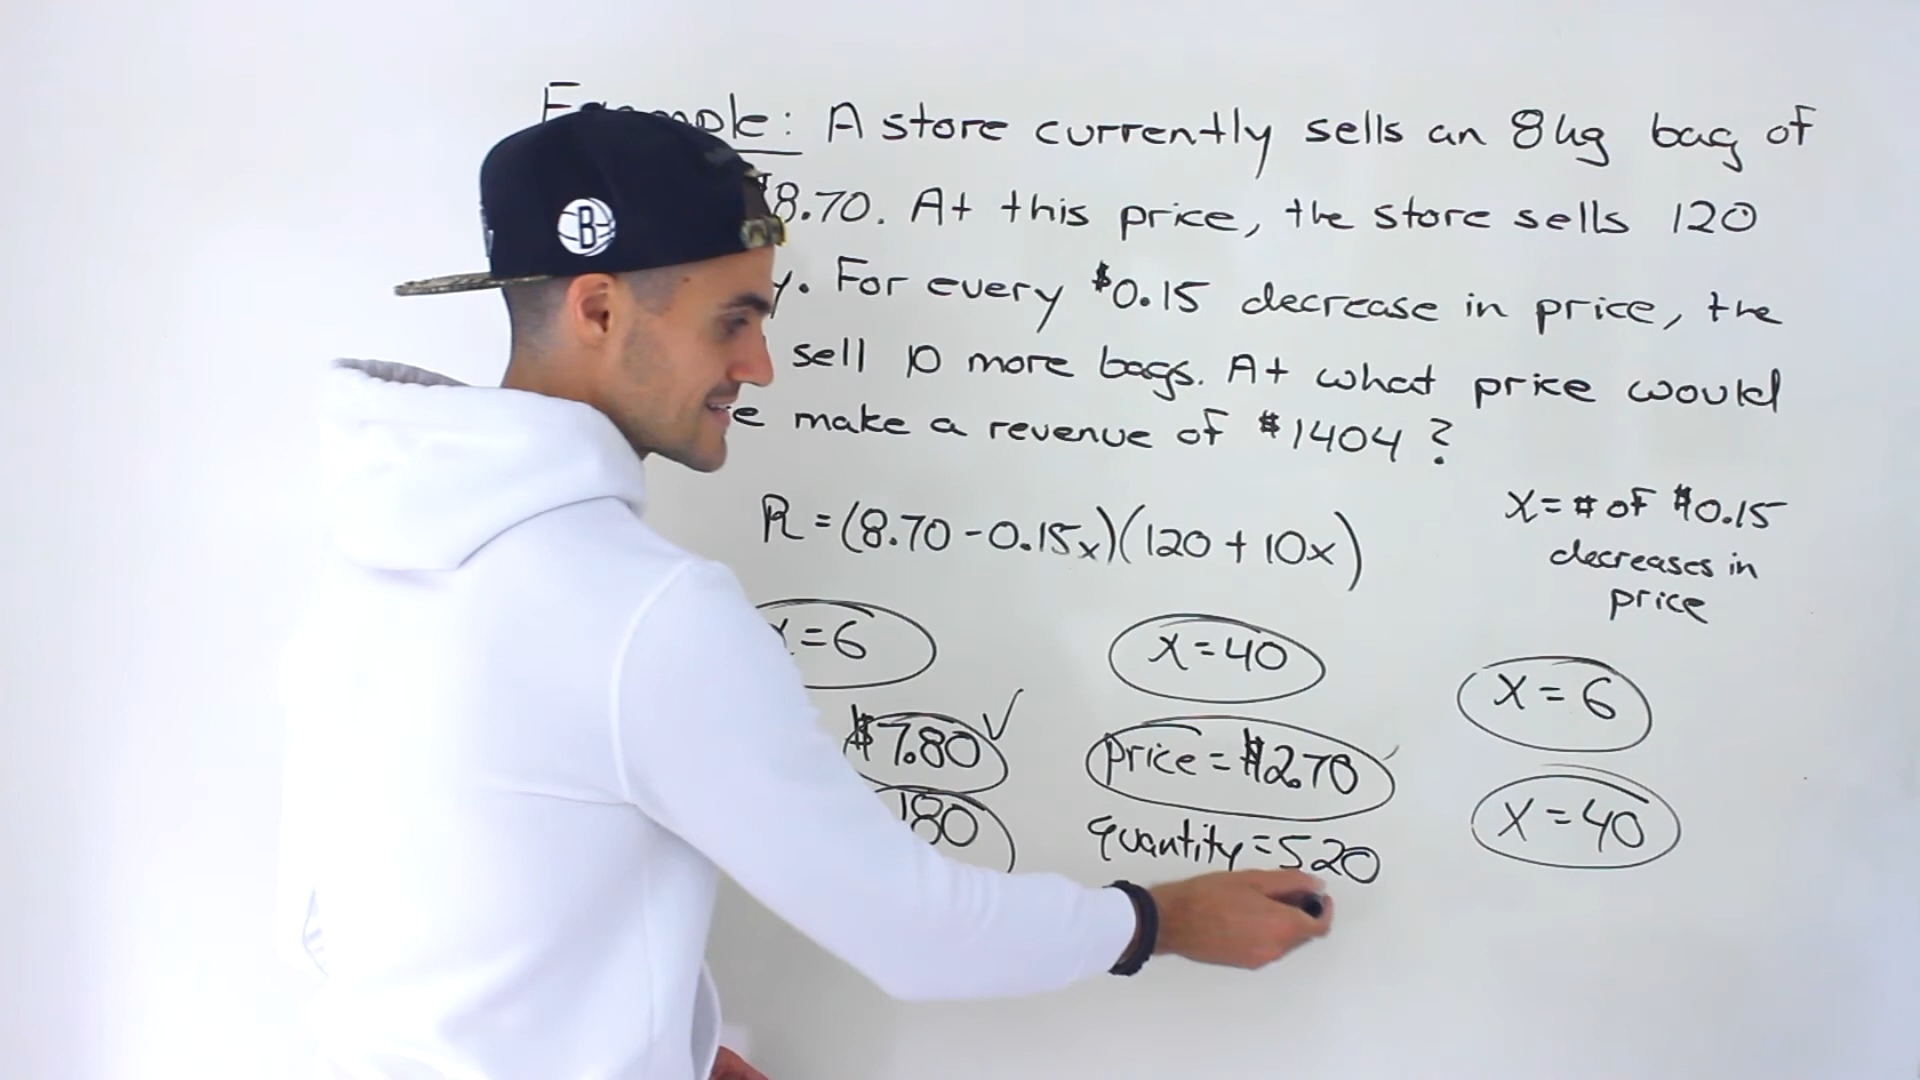 : A store currently sells an 8kg bag of
$8.70. At this price, the store sells 120
y. For every $0.15 decrease in price, the
sell 10 more bags. At what price would
make a revenue of $1404?
R = (8.70 - 0.15x)(120 + 10x)
x = # of $0.15
decreases in
price
x = 6
x = 40
x = 6
$7.80 ✓
price = $2.70
180
quantity = 520
x = 40
B